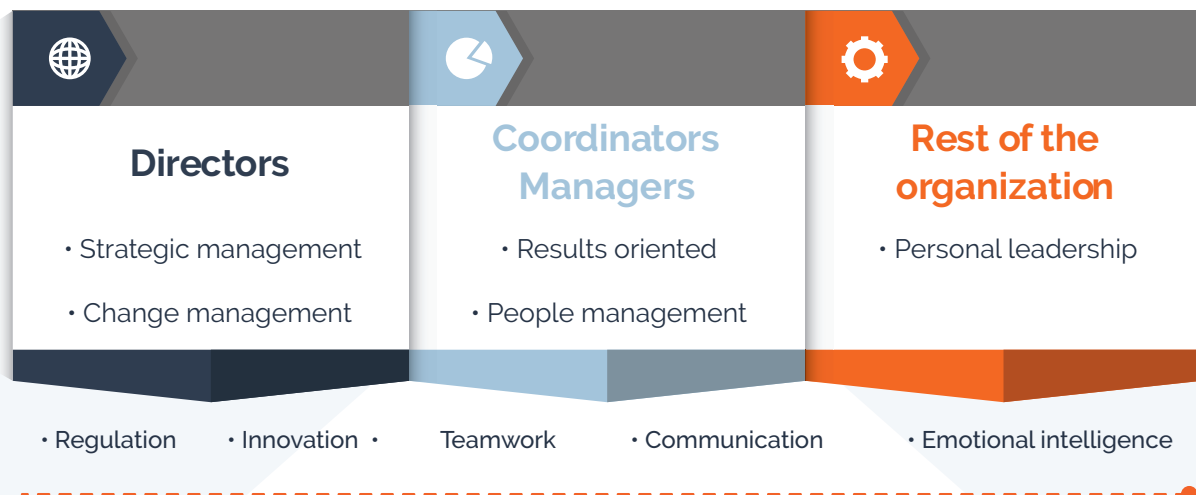 Directors
• Strategic management
• Change management
Coordinators
Managers
• Results oriented
• People management
Rest of the
organization
• Personal leadership
• Regulation • Innovation • Teamwork • Communication • Emotional intelligence